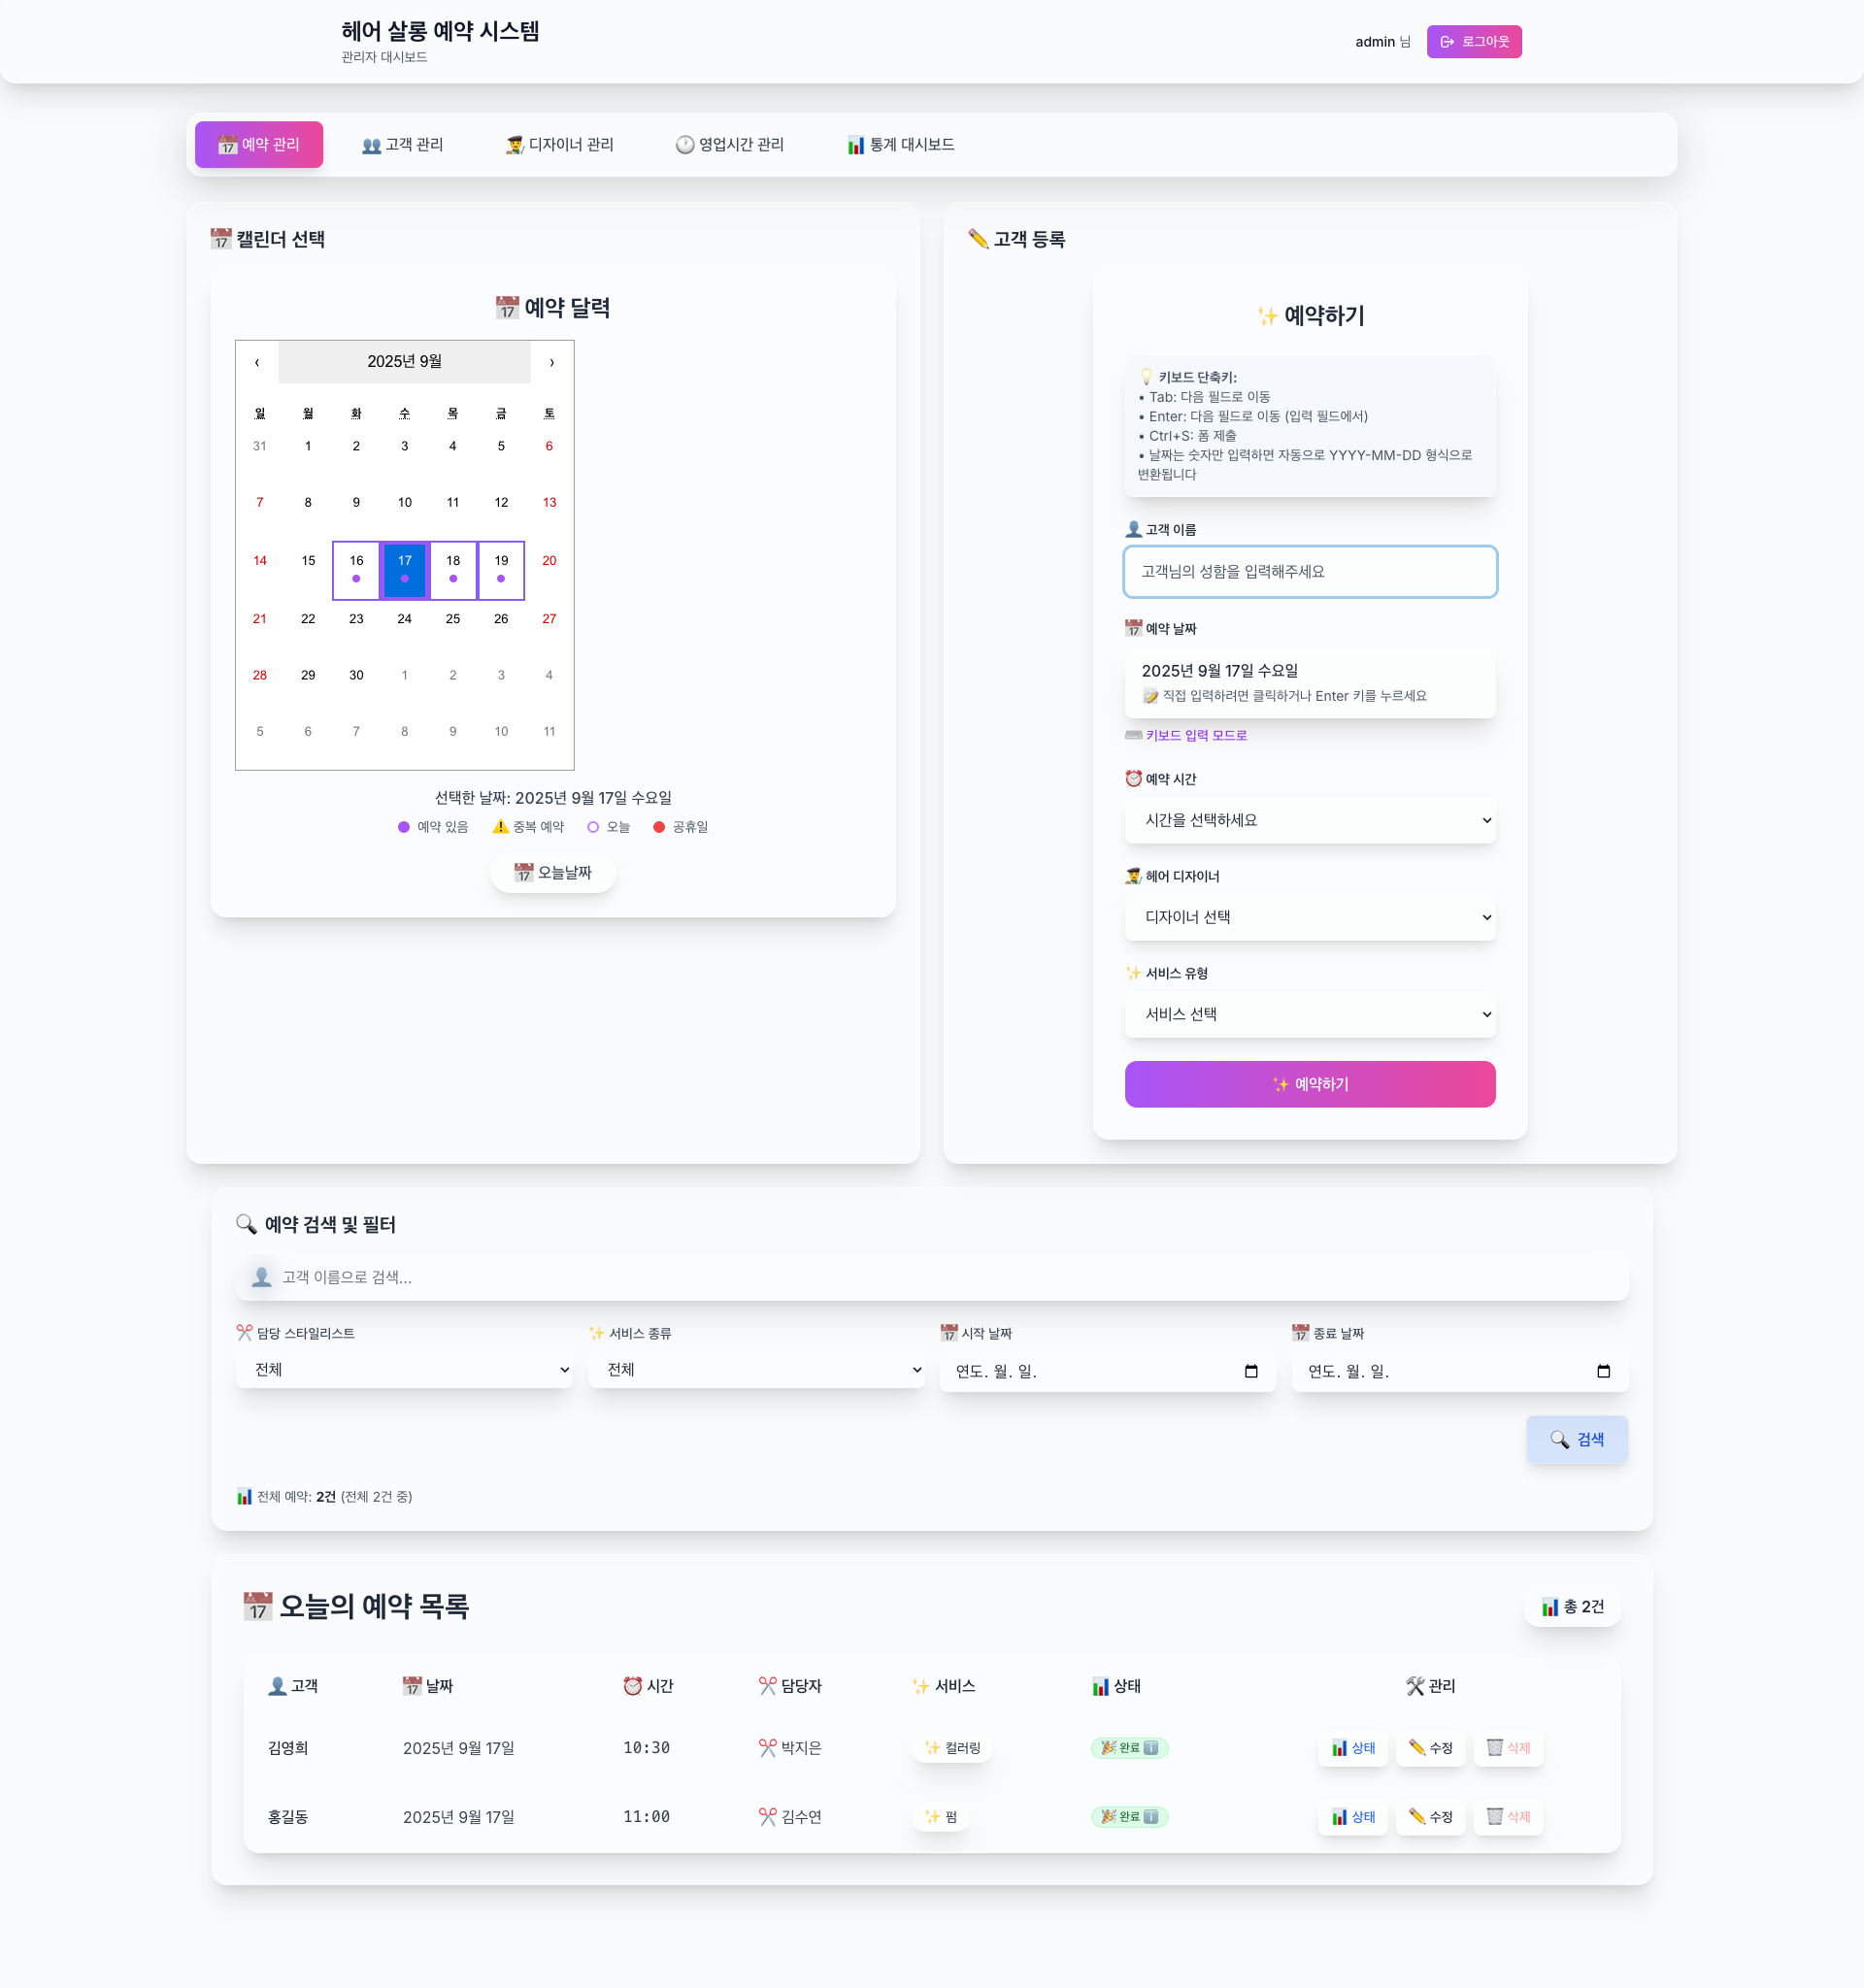 헤어 살롱 예약 시스템
관리자 대시보드
admin 님
로그아웃
📅 예약 관리
👥 고객 관리
👨‍🎨 디자이너 관리
🕐 영업시간 관리
📊 통계 대시보드
📅 캘린더 선택
📅 예약 달력
‹ 2025년 9월 ›
일 월 화 수 목 금 토
31 1 2 3 4 5 6
7 8 9 10 11 12 13
14 15 16 17 18 19 20
21 22 23 24 25 26 27
28 29 30 1 2 3 4
5 6 7 8 9 10 11
선택한 날짜: 2025년 9월 17일 수요일
예약 있음 ⚠️ 중복 예약 오늘 공휴일
📅 오늘날짜
✏️ 고객 등록
✨ 예약하기
💡 키보드 단축키:
• Tab: 다음 필드로 이동
• Enter: 다음 필드로 이동 (입력 필드에서)
• Ctrl+S: 폼 제출
• 날짜는 숫자만 입력하면 자동으로 YYYY-MM-DD 형식으로
변환됩니다
👤 고객 이름
고객님의 성함을 입력해주세요
📅 예약 날짜
2025년 9월 17일 수요일
📝 직접 입력하려면 클릭하거나 Enter 키를 누르세요
⌨️ 키보드 입력 모드로
⏰ 예약 시간
시간을 선택하세요
👨‍🎨 헤어 디자이너
디자이너 선택
✨ 서비스 유형
서비스 선택
✨ 예약하기
🔍 예약 검색 및 필터
👤 고객 이름으로 검색...
✂️ 담당 스타일리스트
전체
✨ 서비스 종류
전체
📅 시작 날짜
연도. 월. 일.
📅 종료 날짜
연도. 월. 일.
🔍 검색
📊 전체 예약: 2건 (전체 2건 중)
📅 오늘의 예약 목록
📊 총 2건
👤 고객 📅 날짜 ⏰ 시간 ✂️ 담당자 ✨ 서비스 📊 상태 🛠️ 관리
김영희 2025년 9월 17일 10:30 ✂️ 박지은 ✨ 컬러링 🎉 완료 ℹ️ 📊 상태 ✏️ 수정 🗑️ 삭제
홍길동 2025년 9월 17일 11:00 ✂️ 김수연 ✨ 펌 🎉 완료 ℹ️ 📊 상태 ✏️ 수정 🗑️ 삭제